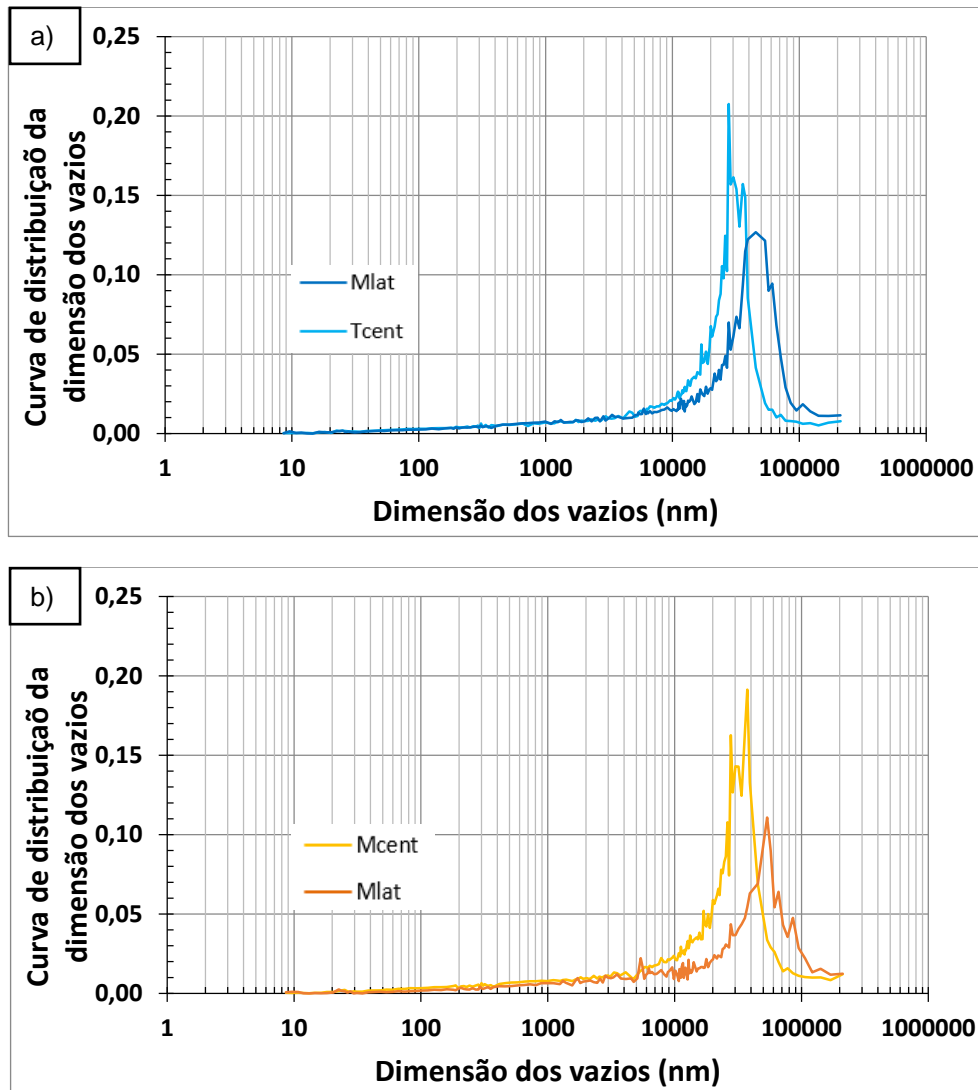 a)
0,25
0,20
0,15
0,10
0,05
0,00
Curva de distribuiçaõ da
dimensão dos vazios
Mlat
Tcent
1 10 100 1000 10000 100000 1000000
Dimensão dos vazios (nm)
b)
0,25
0,20
0,15
0,10
0,05
0,00
Curva de distribuiçaõ da
dimensão dos vazios
Mcent
Mlat
1 10 100 1000 10000 100000 1000000
Dimensão dos vazios (nm)